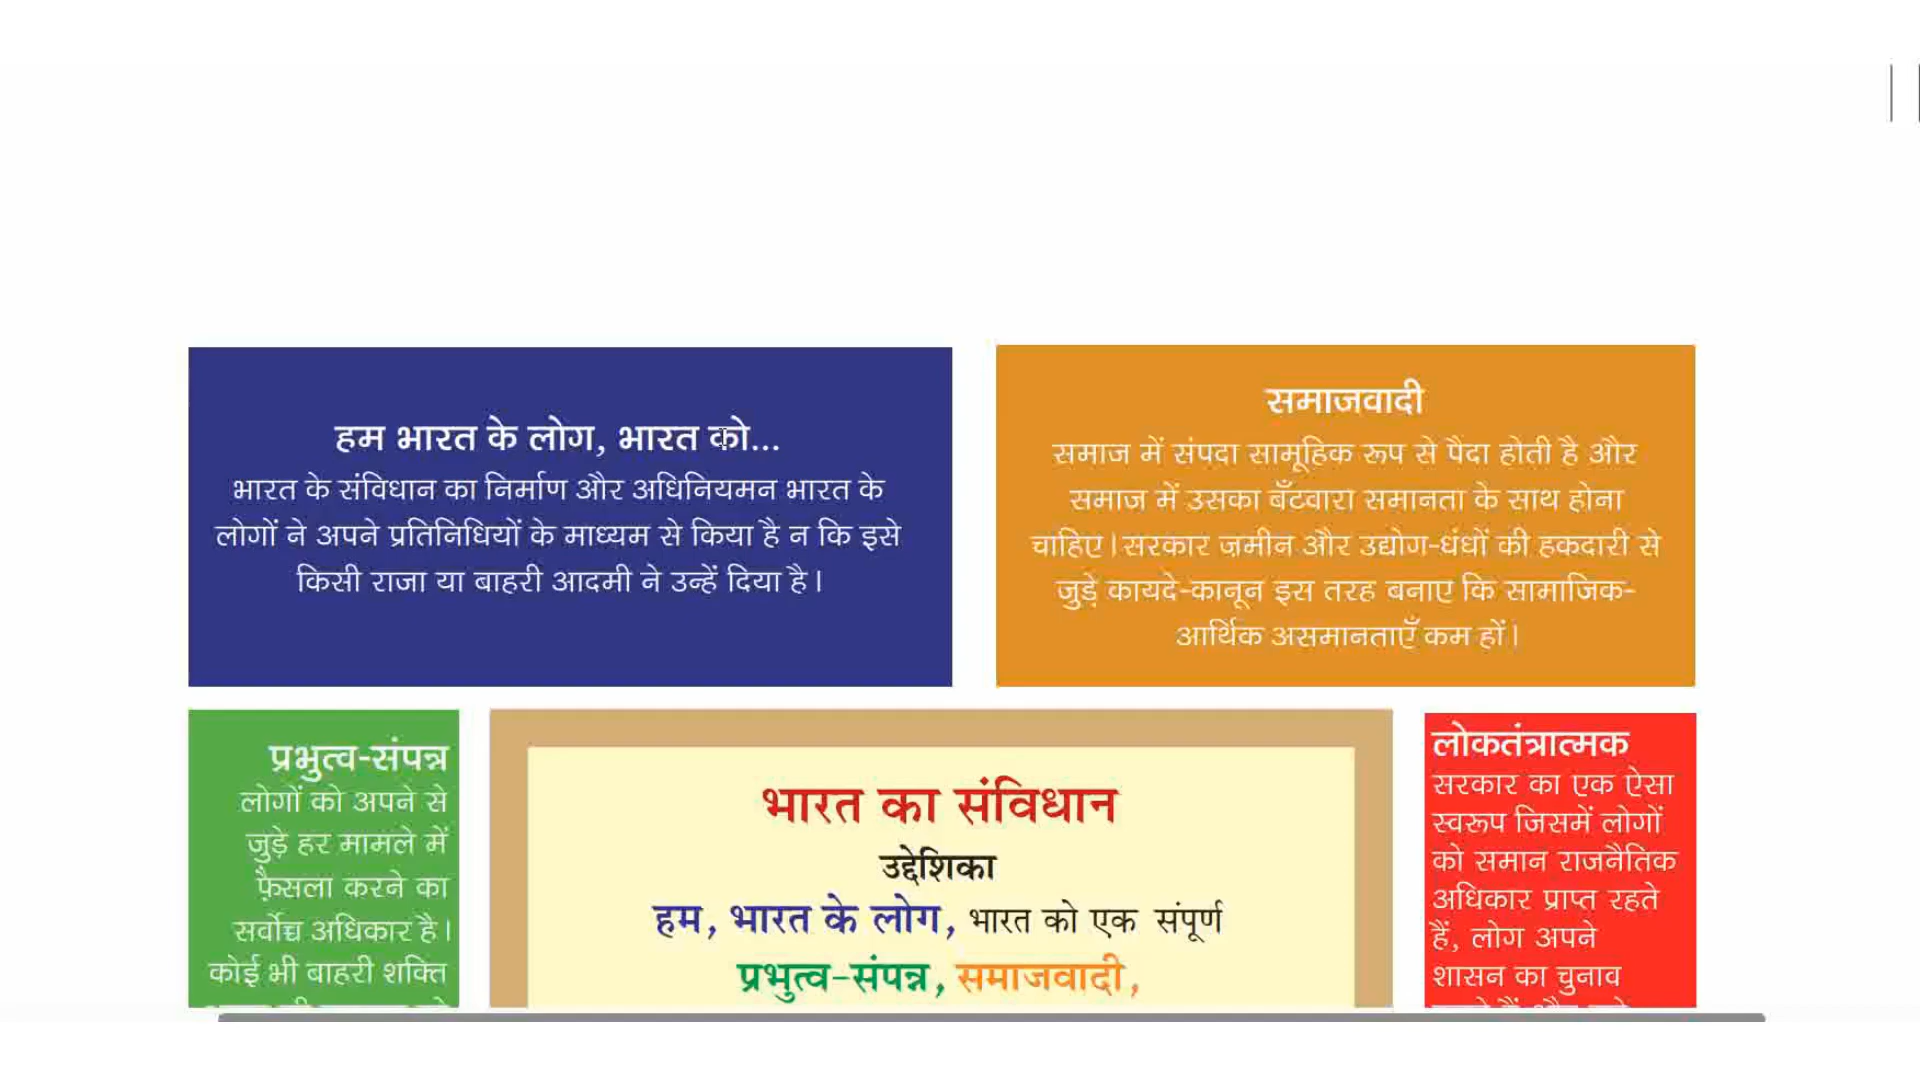 हम भारत के लोग, भारत को...
भारत के संविधान का निर्माण और अधिनियमन भारत के
लोगों ने अपने प्रतिनिधियों के माध्यम से किया है न कि इसे
किसी राजा या बाहरी आदमी ने उन्हें दिया है।
समाजवादी
समाज में संपदा सामूहिक रूप से पैदा होती है और
समाज में उसका बँटवारा समानता के साथ होना
चाहिए। सरकार ज़मीन और उद्योग-धंधों की हकदारी से
जुड़े कायदे-कानून इस तरह बनाए कि सामाजिक-
आर्थिक असमानताएँ कम हों।
प्रभुत्व-संपन्न
लोगों को अपने से
जुड़े हर मामले में
फ़ैसला करने का
सर्वोच्च अधिकार है।
कोई भी बाहरी शक्ति
भारत का संविधान
उद्देशिका
हम, भारत के लोग, भारत को एक संपूर्ण
प्रभुत्व-संपन्न, समाजवादी,
लोकतंत्रात्मक
सरकार का एक ऐसा
स्वरूप जिसमें लोगों
को समान राजनैतिक
अधिकार प्राप्त रहते
हैं, लोग अपने
शासन का चुनाव